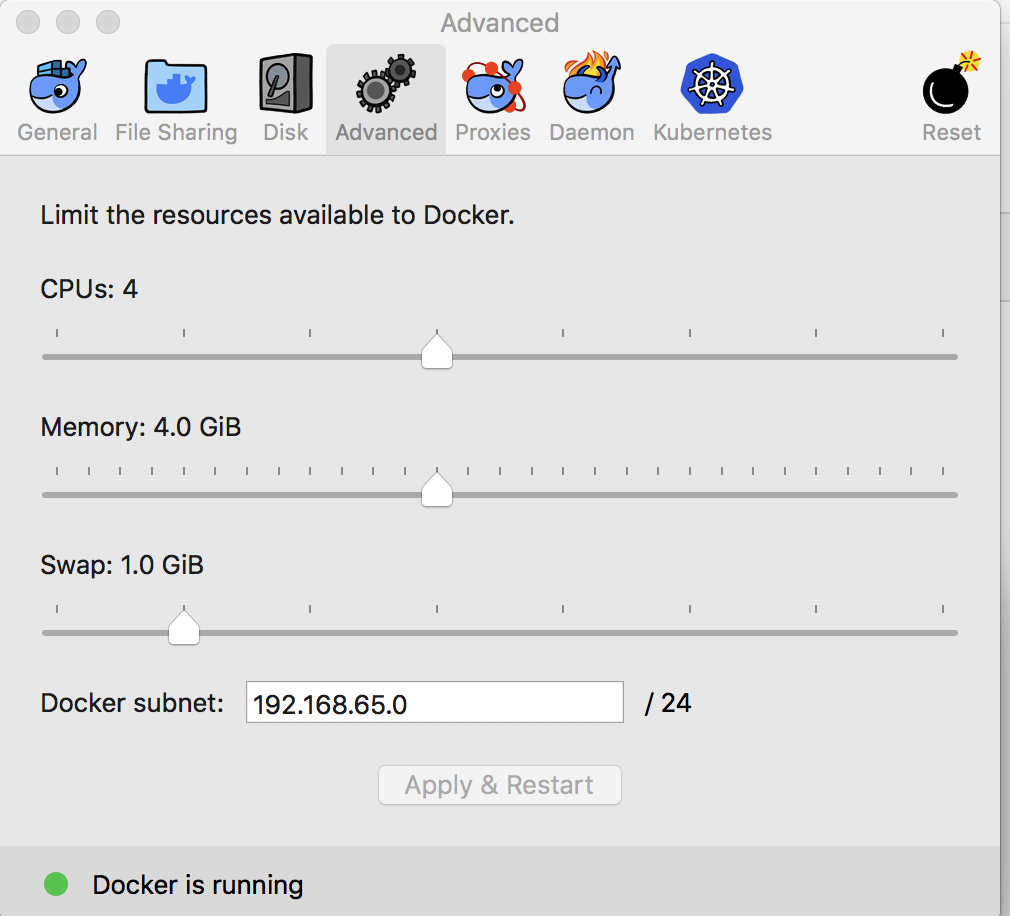 Advanced
General File Sharing Disk Advanced Proxies Daemon Kubernetes Reset
Limit the resources available to Docker.
CPUs: 4
Memory: 4.0 GiB
Swap: 1.0 GiB
Docker subnet: 192.168.65.0 / 24
Apply & Restart
Docker is running